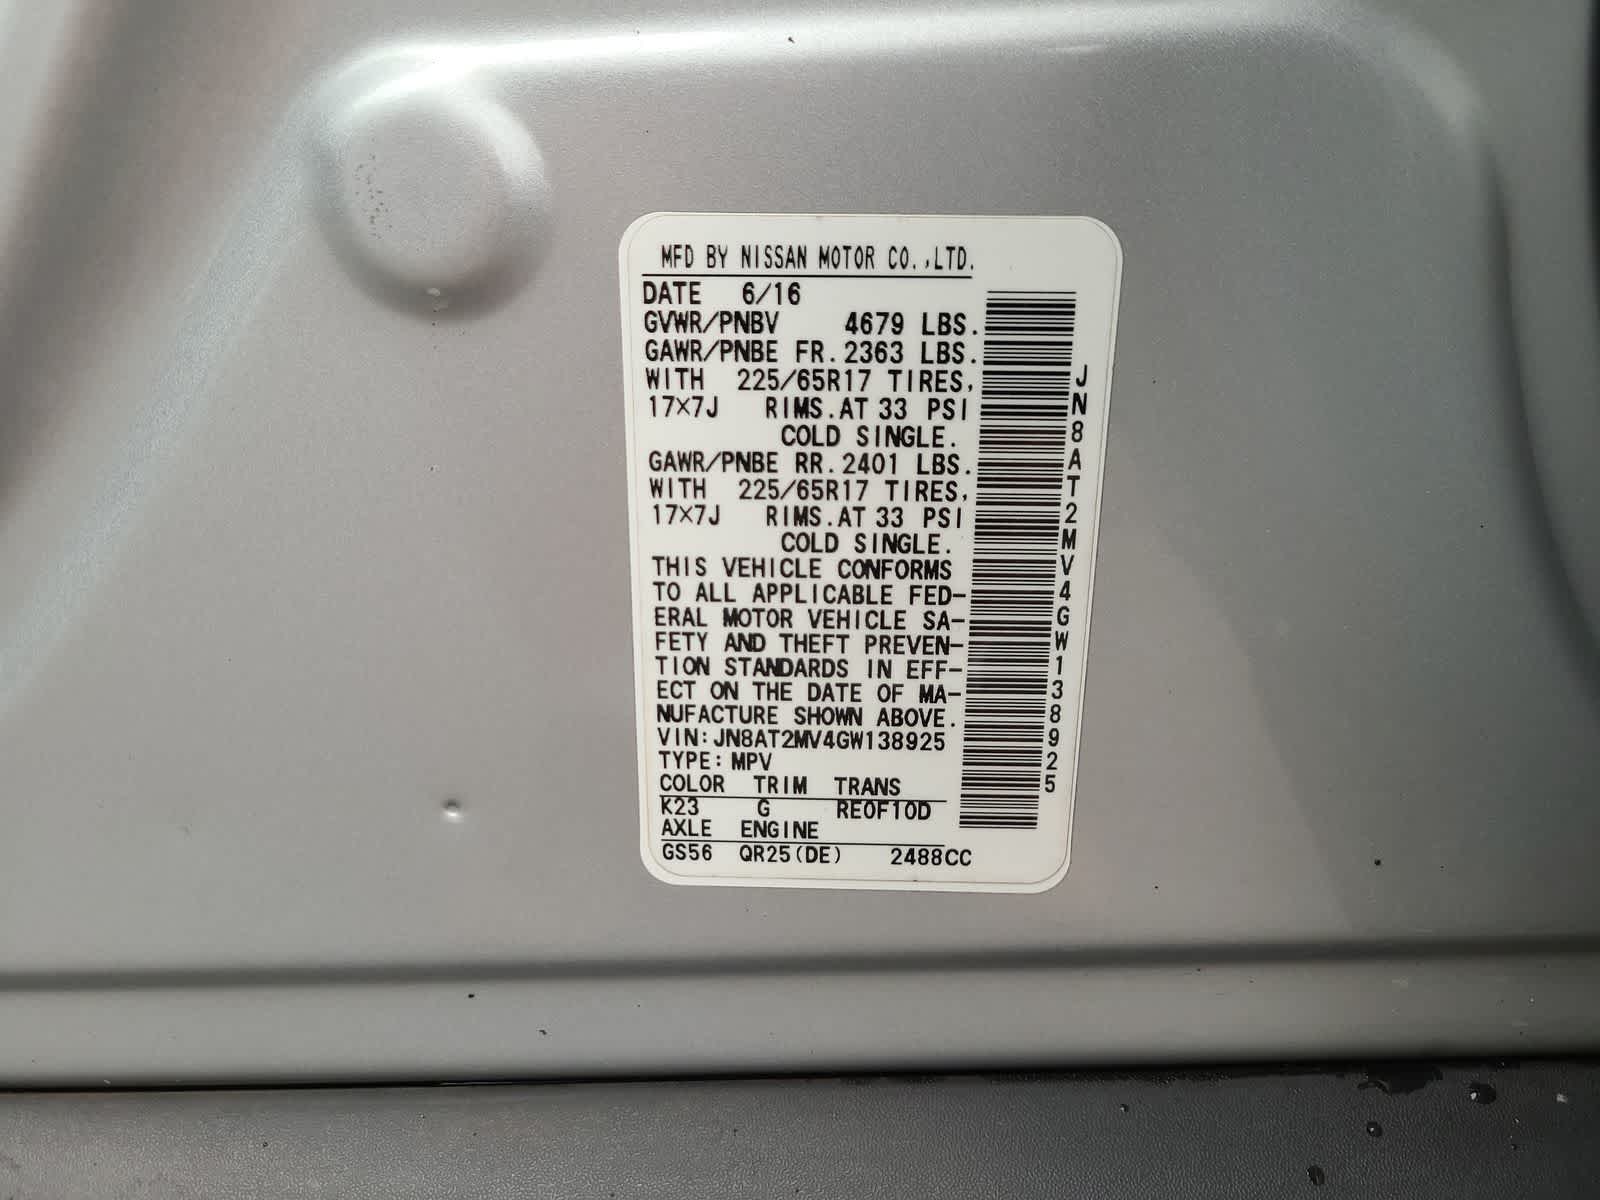 MFD BY NISSAN MOTOR CO.,LTD.
DATE 6/16
GVWR/PNBV 4679 LBS.
GAWR/PNBE FR.2363 LBS.
WITH 225/65R17 TIRES,
17×7J RIMS.AT 33 PSI
COLD SINGLE.
GAWR/PNBE RR.2401 LBS.
WITH 225/65R17 TIRES,
17×7J RIMS.AT 33 PSI
COLD SINGLE.
THIS VEHICLE CONFORMS
TO ALL APPLICABLE FED-
ERAL MOTOR VEHICLE SA-
FETY AND THEFT PREVEN-
TION STANDARDS IN EFF-
ECT ON THE DATE OF MA-
NUFACTURE SHOWN ABOVE.
VIN:JN8AT2MV4GW138925
TYPE:MPV
COLOR TRIM TRANS
K23 G RE0F10D
AXLE ENGINE
GS56 QR25(DE) 2488CC
JN8AT2MV4GW138925